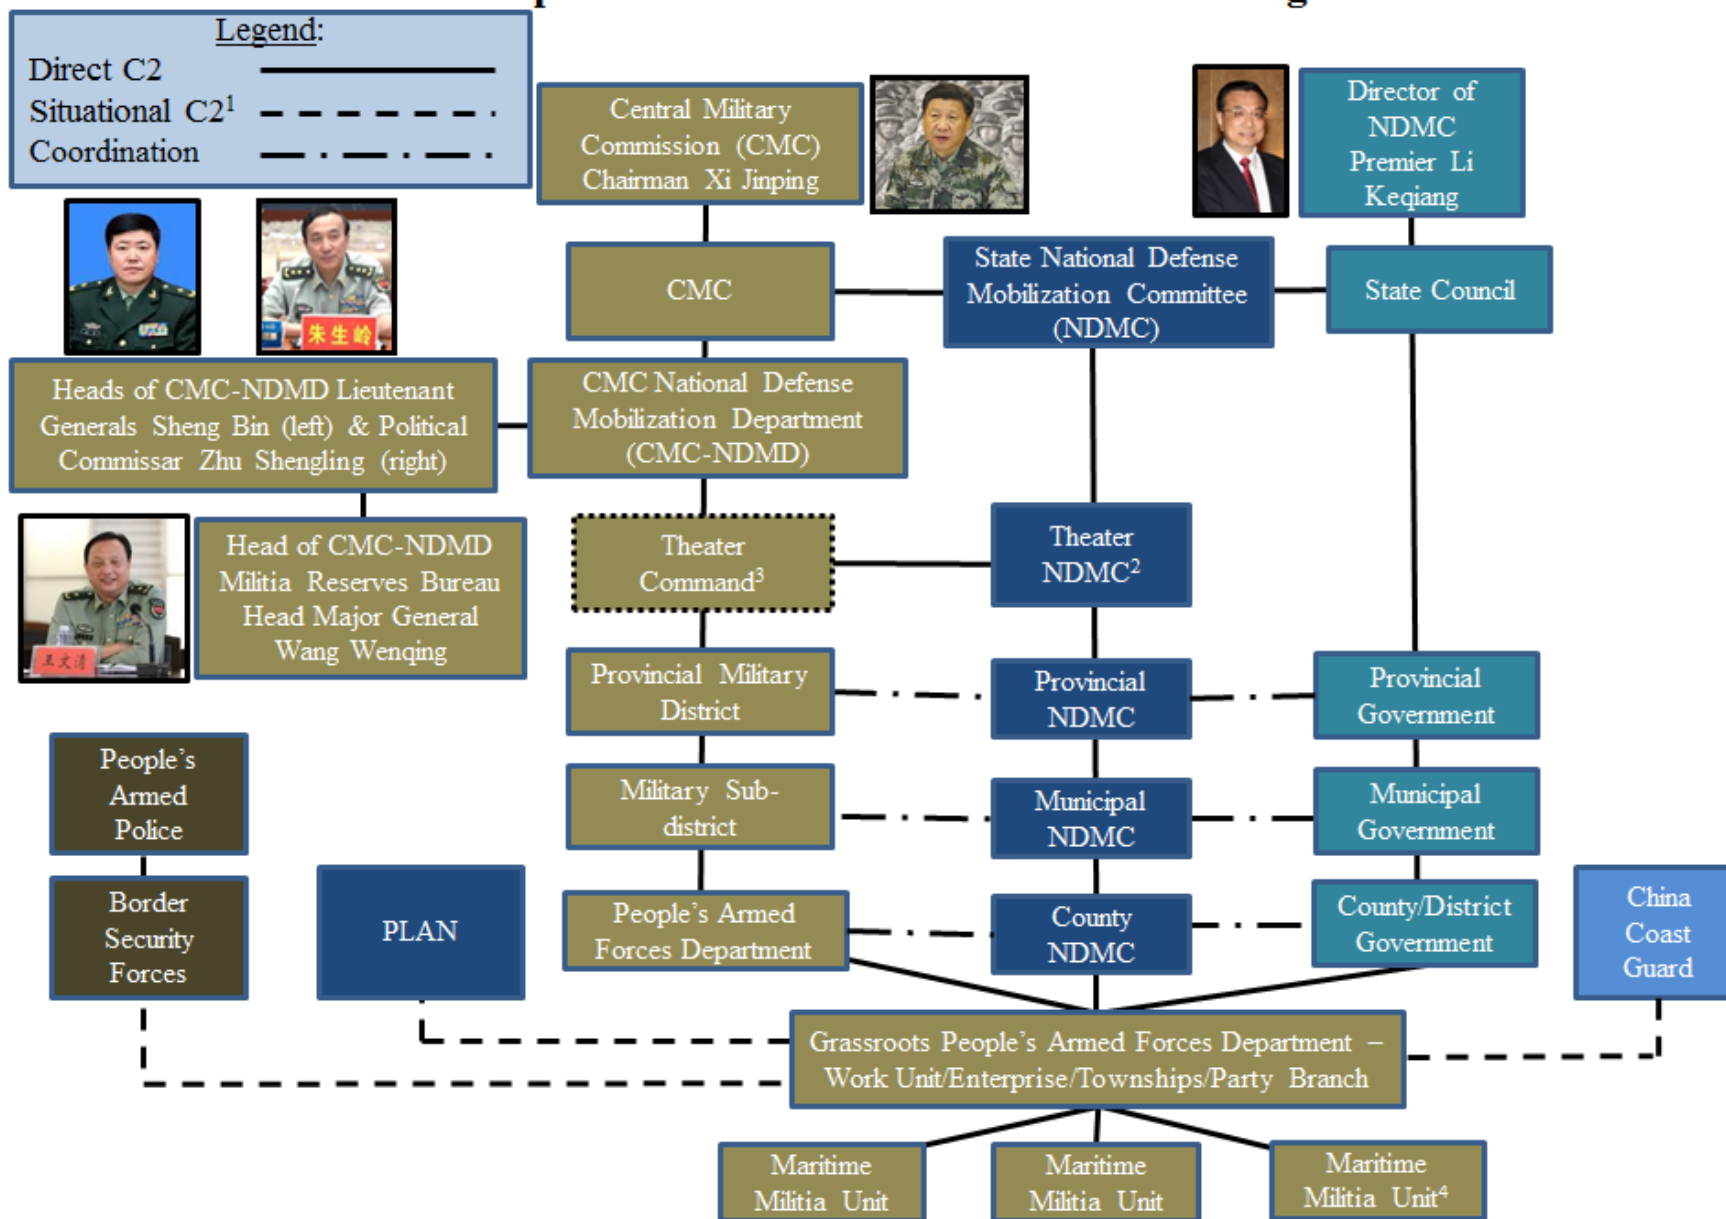 Legend:
Direct C2
Situational C2¹
Coordination
Central Military
Commission (CMC)
Chairman Xi Jinping
Director of
NDMC
Premier Li
Keqiang
CMC
State National Defense
Mobilization Committee
(NDMC)
State Council
朱生岭
Heads of CMC-NDMD Lieutenant
Generals Sheng Bin (left) & Political
Commissar Zhu Shengling (right)
CMC National Defense
Mobilization Department
(CMC-NDMD)
王文清
Head of CMC-NDMD
Militia Reserves Bureau
Head Major General
Wang Wenqing
Theater
Command³
Theater
NDMC²
Provincial Military
District
Provincial
NDMC
Provincial
Government
People's
Armed
Police
Military Sub-
district
Municipal
NDMC
Municipal
Government
Border
Security
Forces
PLAN
People's Armed
Forces Department
County
NDMC
County/District
Government
China
Coast
Guard
Grassroots People's Armed Forces Department –
Work Unit/Enterprise/Townships/Party Branch
Maritime
Militia Unit
Maritime
Militia Unit
Maritime
Militia Unit⁴